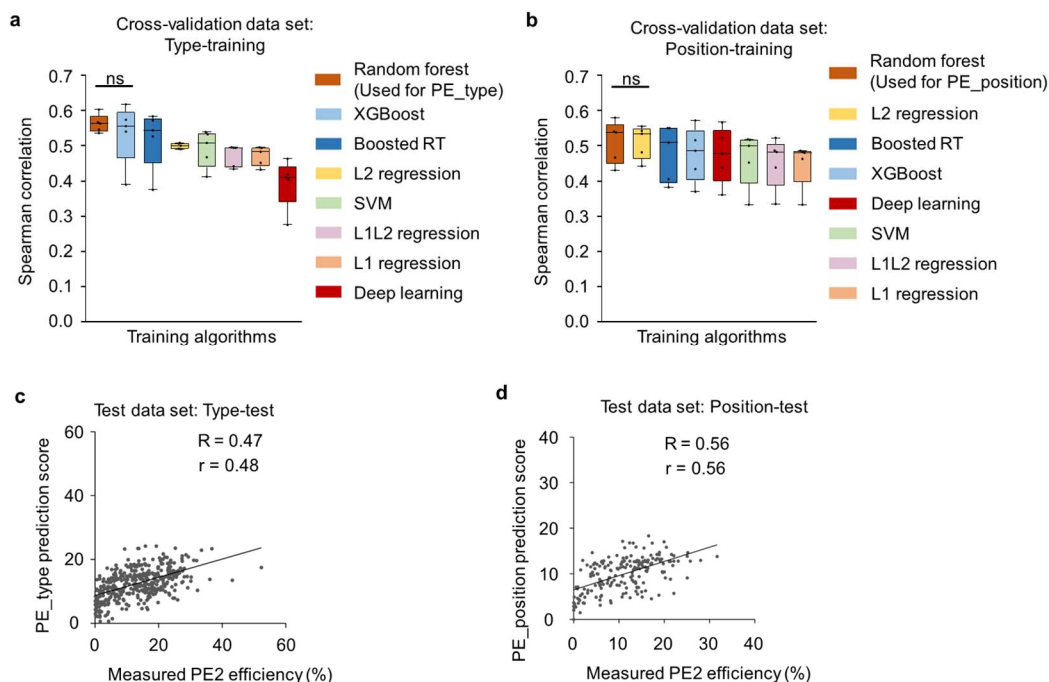 a
Cross-validation data set:
Type-training
Spearman correlation
0.7
0.6
0.5
0.4
0.3
0.2
0.1
0.0
ns
Training algorithms
Random forest
(Used for PE_type)
XGBoost
Boosted RT
L2 regression
SVM
L1L2 regression
L1 regression
Deep learning
b
Cross-validation data set:
Position-training
Spearman correlation
0.7
0.6
0.5
0.4
0.3
0.2
0.1
0.0
ns
Training algorithms
Random forest
(Used for PE_position)
L2 regression
Boosted RT
XGBoost
Deep learning
SVM
L1L2 regression
L1 regression
c
Test data set: Type-test
R = 0.47
r = 0.48
PE_type prediction score
60
40
20
0
0 20 40 60
Measured PE2 efficiency (%)
d
Test data set: Position-test
R = 0.56
r = 0.56
PE_position prediction score
40
30
20
10
0
0 10 20 30 40
Measured PE2 efficiency (%)